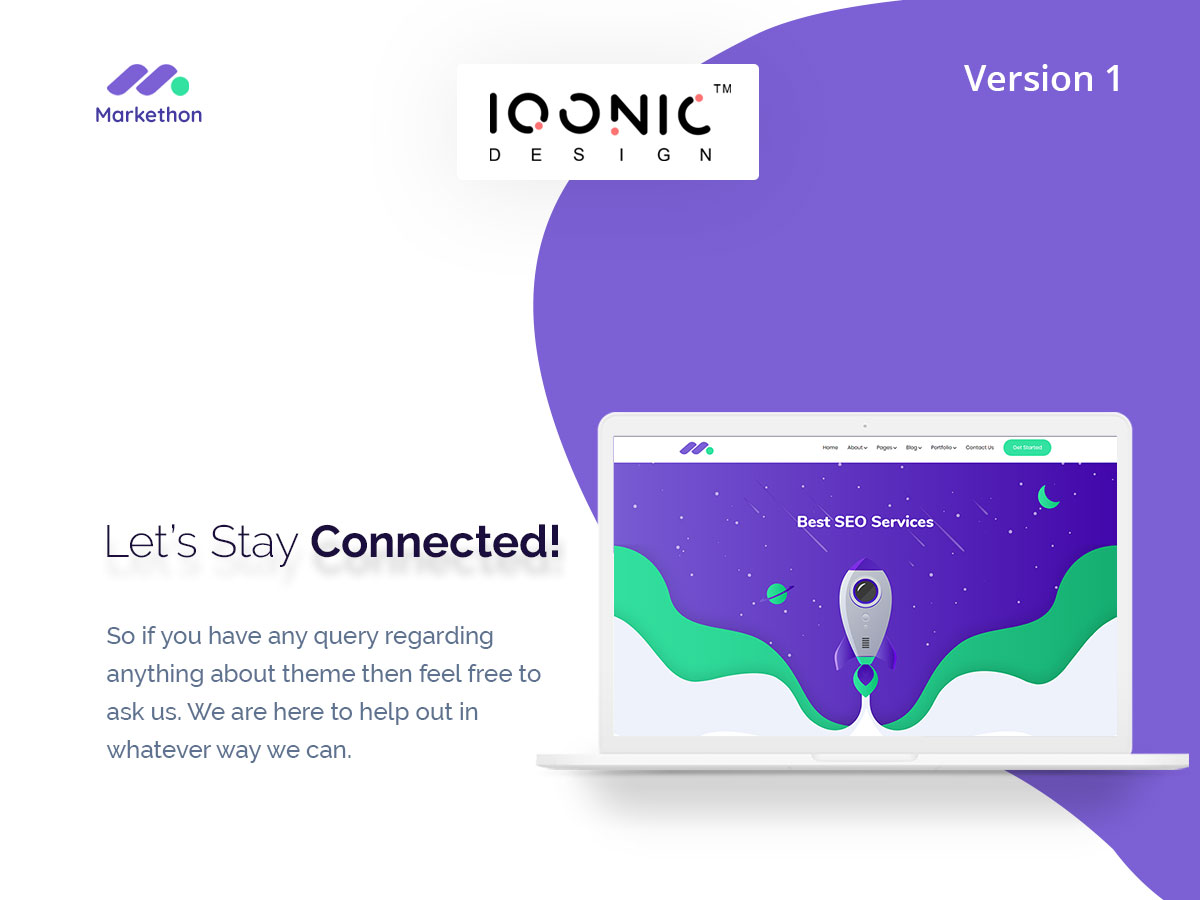 Markethon
IQONIC™
DESIGN
Version 1
Home About Pages Blog Portfolio Contact Us Get Started
Best SEO Services
Let’s Stay Connected!
So if you have any query regarding
anything about theme then feel free to
ask us. We are here to help out in
whatever way we can.